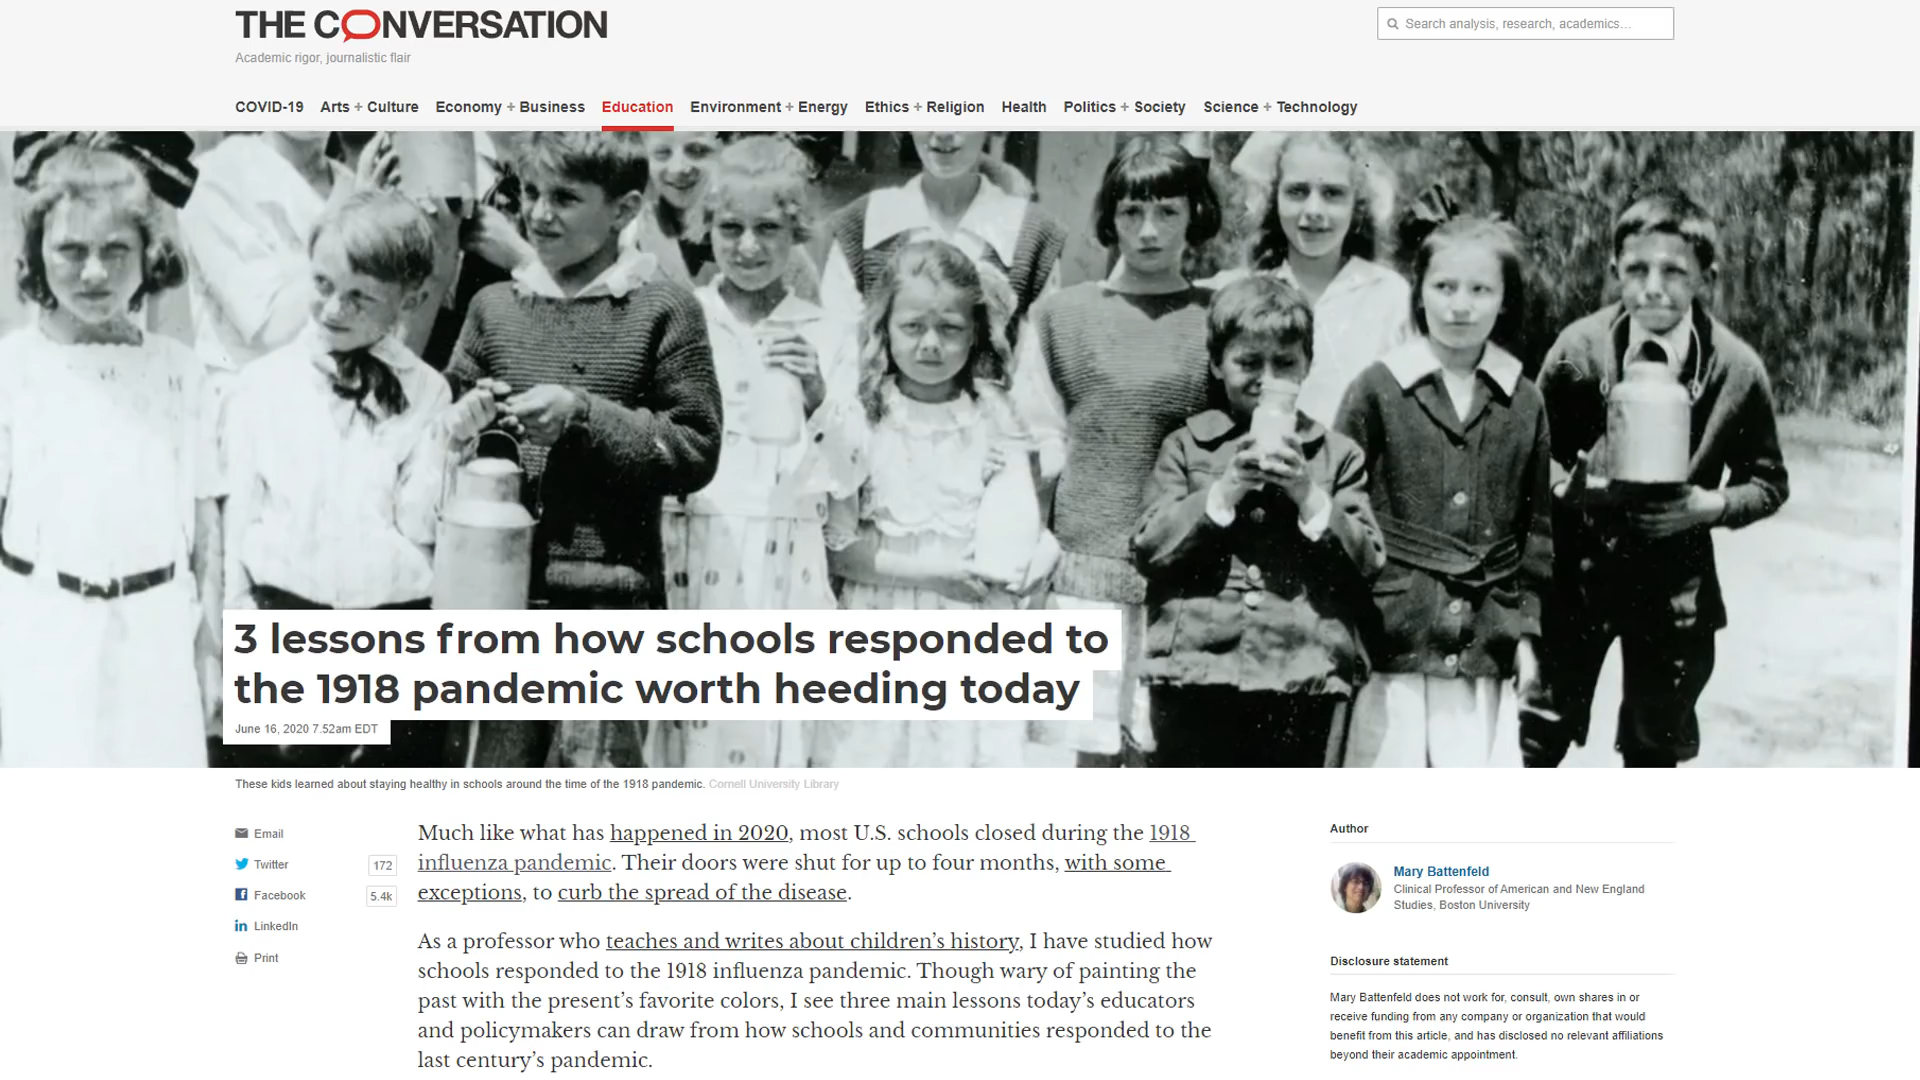 THE CONVERSATION
Search analysis, research, academics…
Academic rigor, journalistic flair
COVID-19 Arts + Culture Economy + Business Education Environment + Energy Ethics + Religion Health Politics + Society Science + Technology
3 lessons from how schools responded to
the 1918 pandemic worth heeding today
June 16, 2020 7.52am EDT
These kids learned about staying healthy in schools around the time of the 1918 pandemic. Cornell University Library
Email
Twitter 172
Facebook 5.4k
LinkedIn
Print
Much like what has happened in 2020, most U.S. schools closed during the 1918
influenza pandemic. Their doors were shut for up to four months, with some
exceptions, to curb the spread of the disease.
As a professor who teaches and writes about children’s history, I have studied how
schools responded to the 1918 influenza pandemic. Though wary of painting the
past with the present’s favorite colors, I see three main lessons today’s educators
and policymakers can draw from how schools and communities responded to the
last century’s pandemic.
Author
Mary Battenfeld
Clinical Professor of American and New England
Studies, Boston University
Disclosure statement
Mary Battenfeld does not work for, consult, own shares in or
receive funding from any company or organization that would
benefit from this article, and has disclosed no relevant affiliations
beyond their academic appointment.